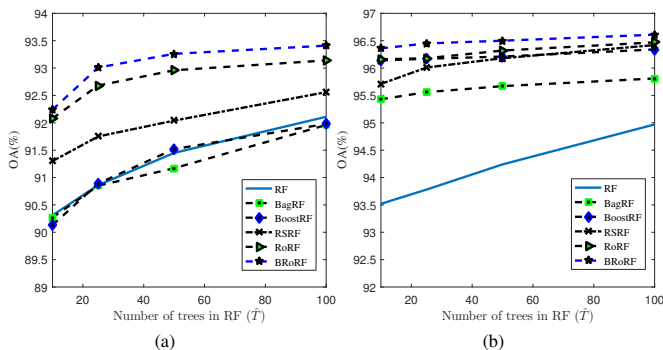 94
93.5
93
92.5
92
91.5
91
90.5
90
89.5
89
OA(%)
20 40 60 80 100
Number of trees in RF (T̂)
RF
BagRF
BoostRF
RSRF
RoRF
BRoRF
(a)
97
96.5
96
95.5
95
94.5
94
93.5
93
92.5
92
OA(%)
20 40 60 80 100
Number of trees in RF (T̂)
RF
BagRF
BoostRF
RSRF
RoRF
BRoRF
(b)